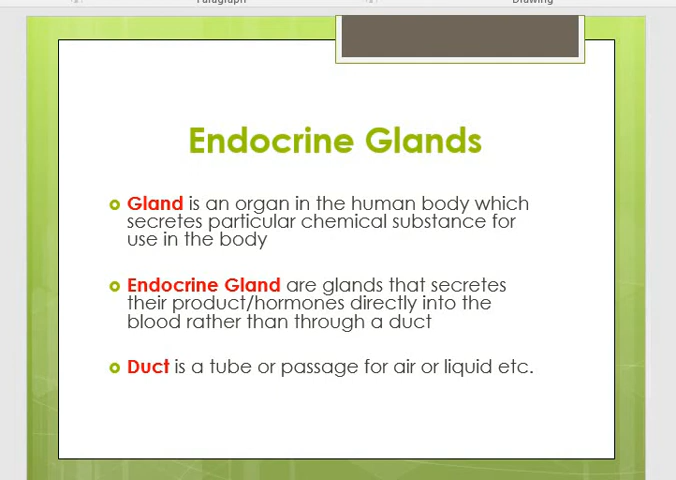 Paragraph
Drawing
Endocrine Glands
Gland is an organ in the human body which
secretes particular chemical substance for
use in the body
Endocrine Gland are glands that secretes
their product/hormones directly into the
blood rather than through a duct
Duct is a tube or passage for air or liquid etc.